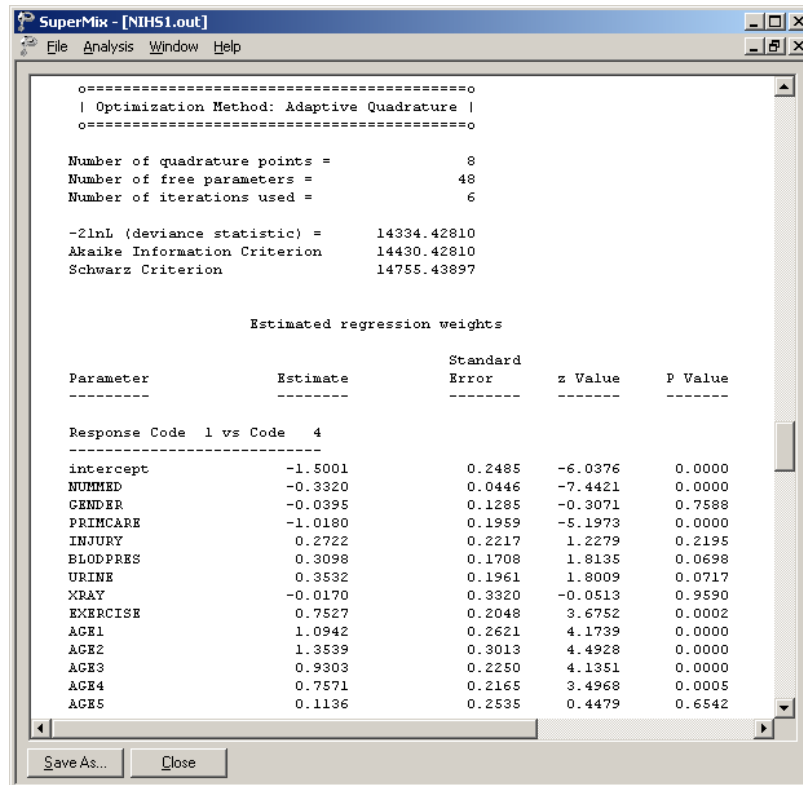 SuperMix - [NIHS1.out]
File Analysis Window Help
o==========================================o
| Optimization Method: Adaptive Quadrature |
o==========================================o
Number of quadrature points = 8
Number of free parameters = 48
Number of iterations used = 6
-2lnL (deviance statistic) = 14334.42810
Akaike Information Criterion 14430.42810
Schwarz Criterion 14755.43897
Estimated regression weights
Standard
Parameter Estimate Error z Value P Value
--------- -------- -------- ------- -------
Response Code 1 vs Code 4
----------------------------
intercept -1.5001 0.2485 -6.0376 0.0000
NUMMED -0.3320 0.0446 -7.4421 0.0000
GENDER -0.0395 0.1285 -0.3071 0.7588
PRIMCARE -1.0180 0.1959 -5.1973 0.0000
INJURY 0.2722 0.2217 1.2279 0.2195
BLODPRES 0.3098 0.1708 1.8135 0.0698
URINE 0.3532 0.1961 1.8009 0.0717
XRAY -0.0170 0.3320 -0.0513 0.9590
EXERCISE 0.7527 0.2048 3.6752 0.0002
AGE1 1.0942 0.2621 4.1739 0.0000
AGE2 1.3539 0.3013 4.4928 0.0000
AGE3 0.9303 0.2250 4.1351 0.0000
AGE4 0.7571 0.2165 3.4968 0.0005
AGE5 0.1136 0.2535 0.4479 0.6542
Save As... Close